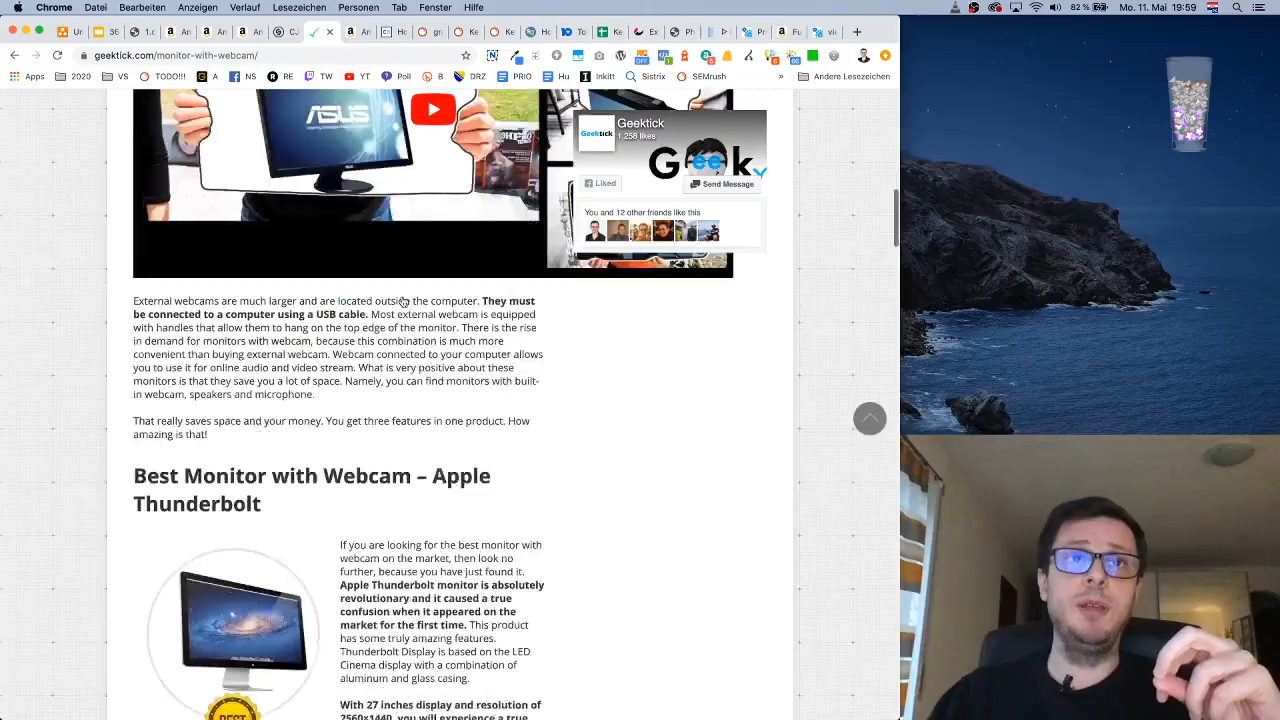 Chrome Datei Bearbeiten Anzeigen Verlauf Lesezeichen Personen Tab Fenster Hilfe
82% Mo. 11. Mai 19:59
geektick.com/monitor-with-webcam/
Apps 2020 VS TODO!!! A NS RE TW YT Poll B DRZ PRIO Hu Inkitt Sistrix SEMrush » Andere Lesezeichen
ASUS
Geektick
Geektick
1,258 likes
Geek
Liked
Send Message
You and 12 other friends like this
External webcams are much larger and are located outside the computer. They must
be connected to a computer using a USB cable. Most external webcam is equipped
with handles that allow them to hang on the top edge of the monitor. There is the rise
in demand for monitors with webcam, because this combination is much more
convenient than buying external webcam. Webcam connected to your computer allows
you to use it for online audio and video stream. What is very positive about these
monitors is that they save you a lot of space. Namely, you can find monitors with built-
in webcam, speakers and microphone.
That really saves space and your money. You get three features in one product. How
amazing is that!
Best Monitor with Webcam – Apple
Thunderbolt
If you are looking for the best monitor with
webcam on the market, then look no
further, because you have just found it.
Apple Thunderbolt monitor is absolutely
revolutionary and it caused a true
confusion when it appeared on the
market for the first time. This product
has some truly amazing features.
Thunderbolt Display is based on the LED
Cinema display with a combination of
aluminum and glass casing.
With 27 inches display and resolution of
2560×1440, you will experience a true
BEST